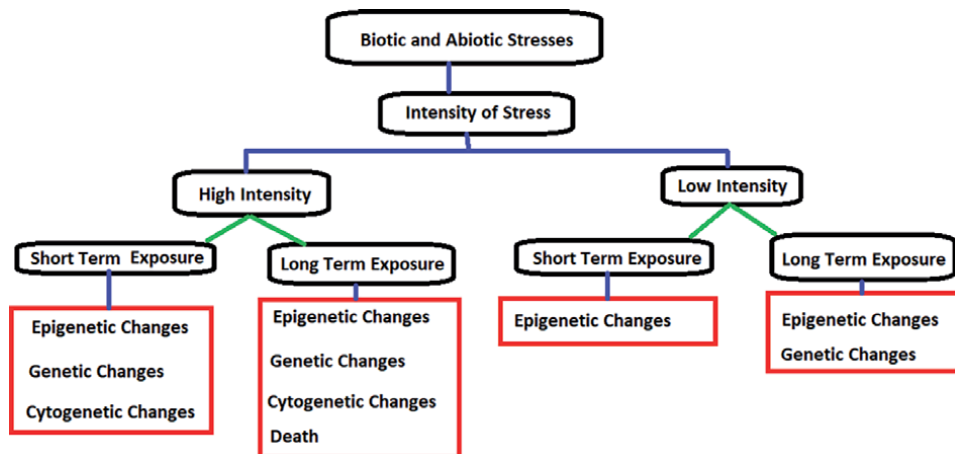 Biotic and Abiotic Stresses
Intensity of Stress
High Intensity
Low Intensity
Short Term Exposure
Long Term Exposure
Short Term Exposure
Long Term Exposure
Epigenetic Changes
Genetic Changes
Cytogenetic Changes
Epigenetic Changes
Genetic Changes
Cytogenetic Changes
Death
Epigenetic Changes
Epigenetic Changes
Genetic Changes